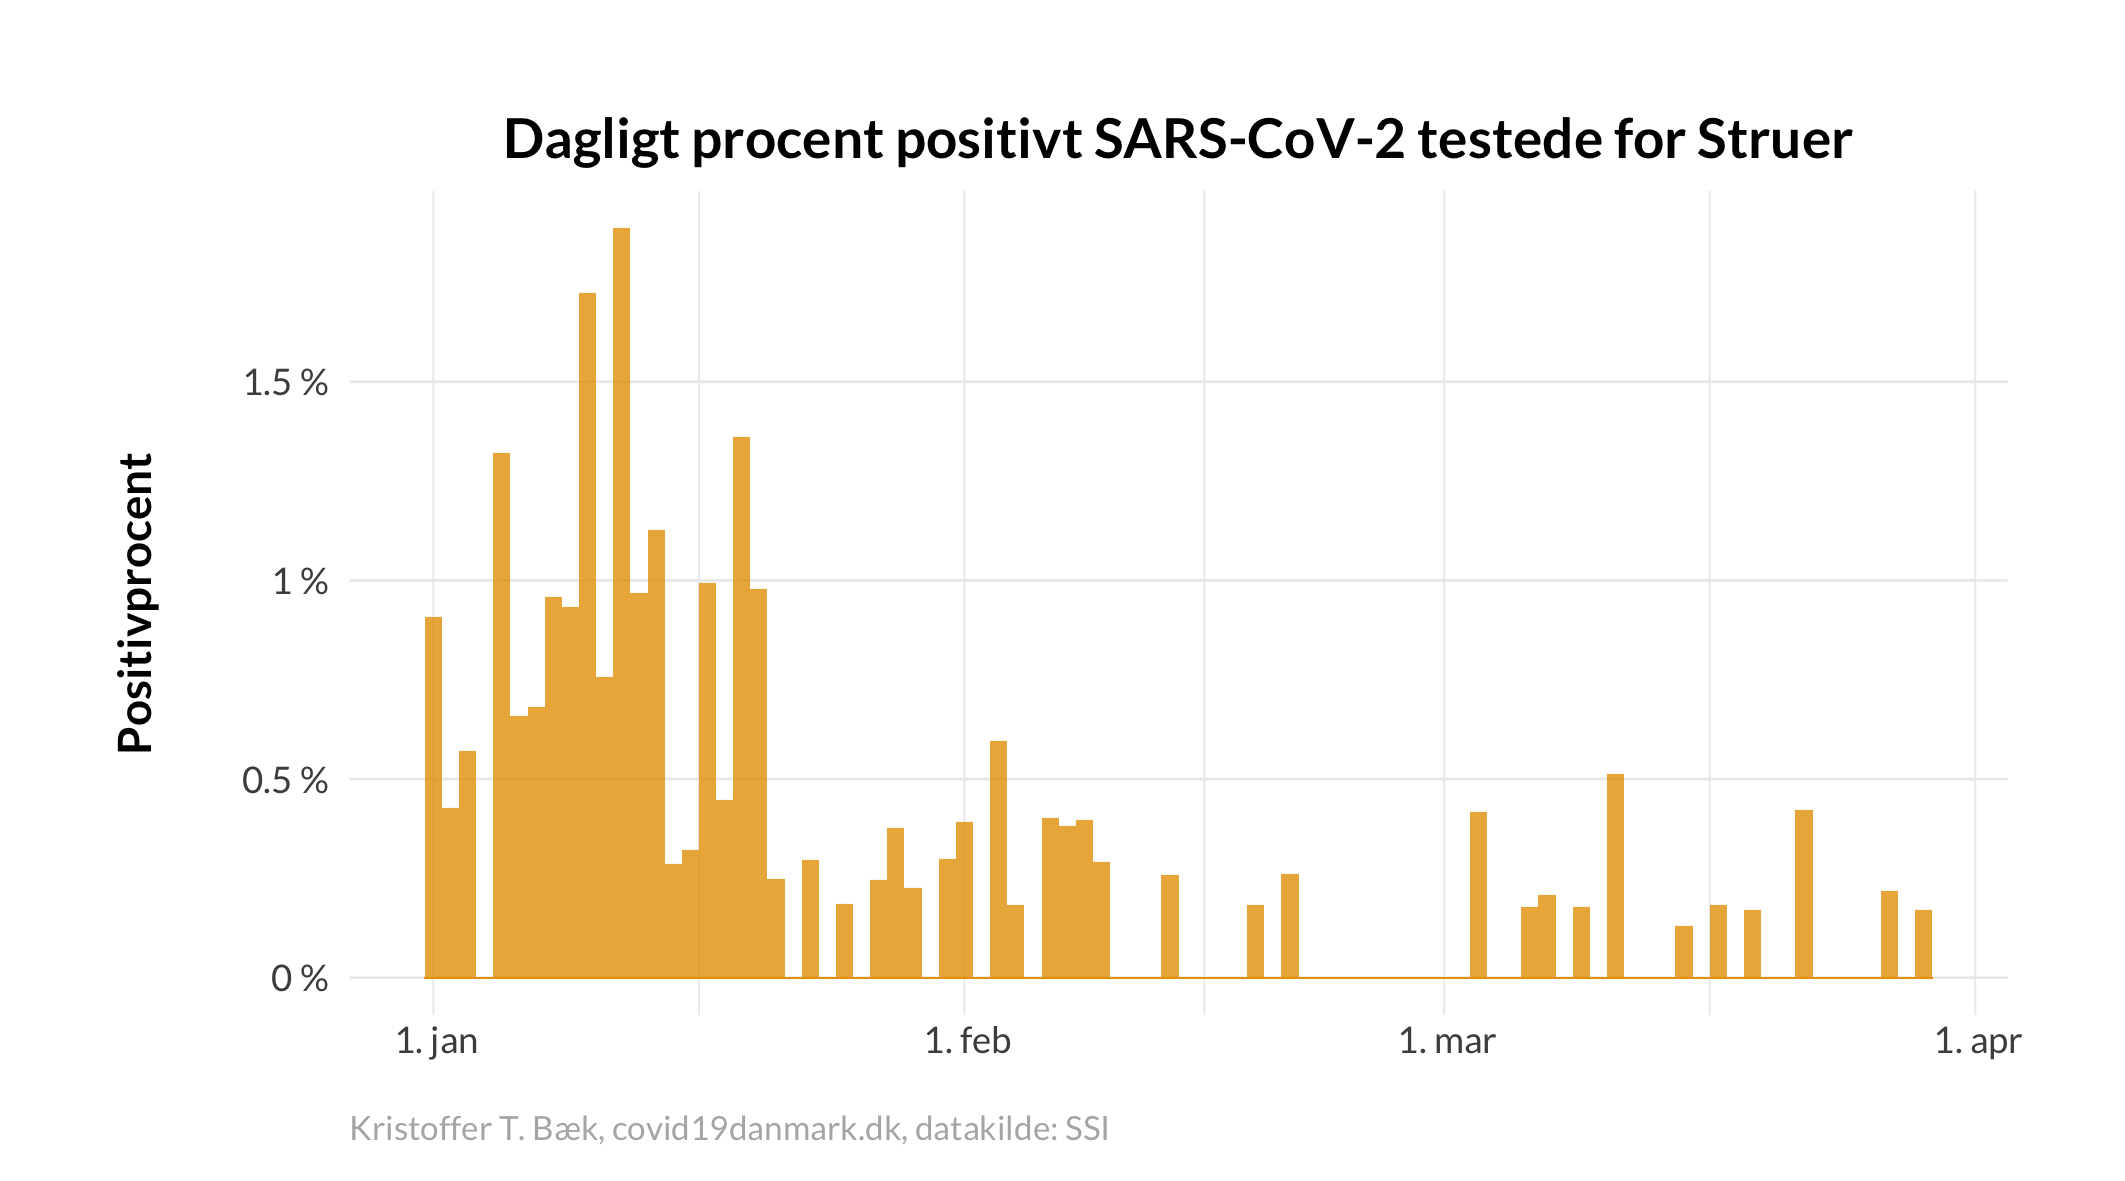 Dagligt procent positivt SARS-CoV-2 testede for Struer
Positivprocent
1.5 %
1 %
0.5 %
0 %
1. jan
1. feb
1. mar
1. apr
Kristoffer T. Bæk, covid19danmark.dk, datakilde: SSI